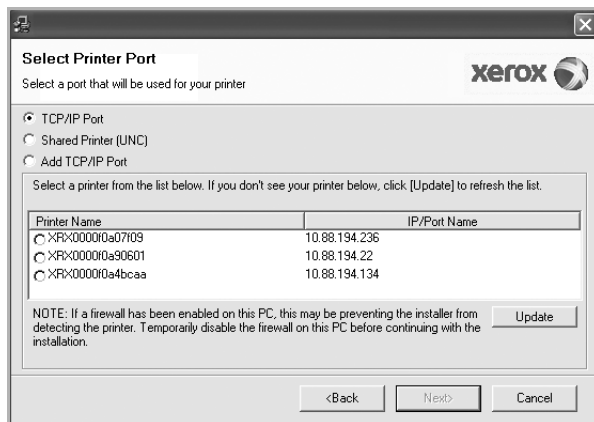 Select Printer Port
Select a port that will be used for your printer
xerox
TCP/IP Port
Shared Printer (UNC)
Add TCP/IP Port
Select a printer from the list below. If you don't see your printer below, click [Update] to refresh the list.
Printer Name IP/Port Name
XRX0000f0a07f09 10.88.194.236
XRX0000f0a90601 10.88.194.22
XRX0000f0a4bcaa 10.88.194.134
NOTE: If a firewall has been enabled on this PC, this may be preventing the installer from
detecting the printer. Temporarily disable the firewall on this PC before continuing with the
installation.
Update
<Back Next> Cancel